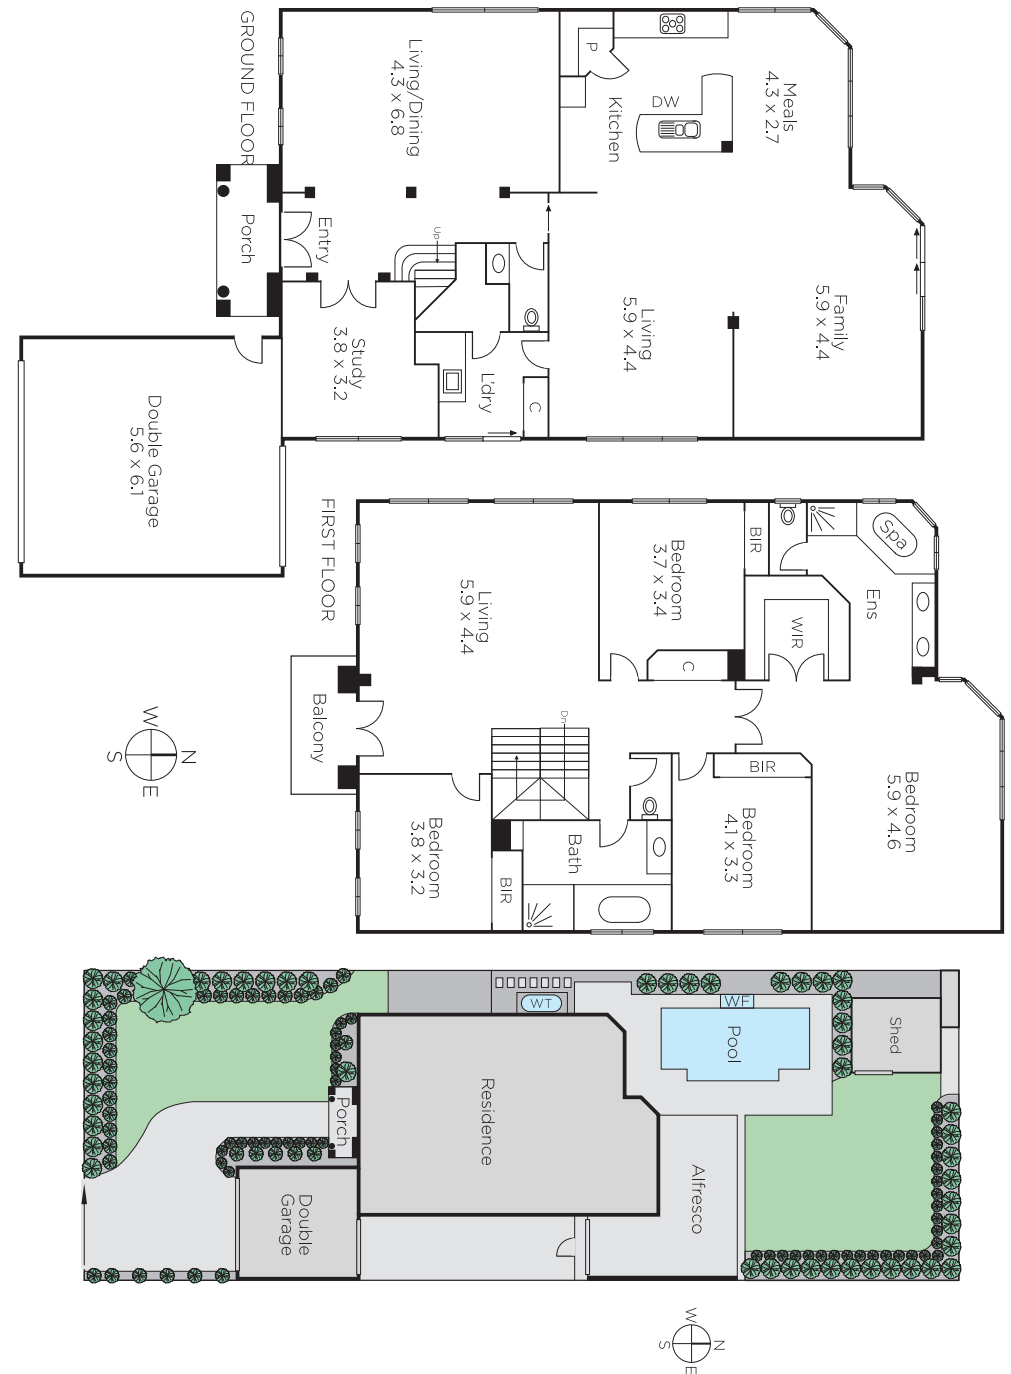 GROUND FLOOR
Living/Dining
4.3 x 6.8
P
Kitchen
DW
Meals
4.3 x 2.7
Porch
Entry
Up
Study
3.8 x 3.2
L'dry
C
Living
5.9 x 4.4
Family
5.9 x 4.4
Double Garage
5.6 x 6.1
FIRST FLOOR
Living
5.9 x 4.4
Bedroom
3.7 x 3.4
BIR
Spa
Ens
WIR
C
Balcony
Dn
BIR
Bedroom
5.9 x 4.6
Bedroom
4.1 x 3.3
Bath
Bedroom
3.8 x 3.2
BIR
N
W
E
S
WT
WF
Pool
Shed
Residence
Porch
Alfresco
Double
Garage
N
W
E
S